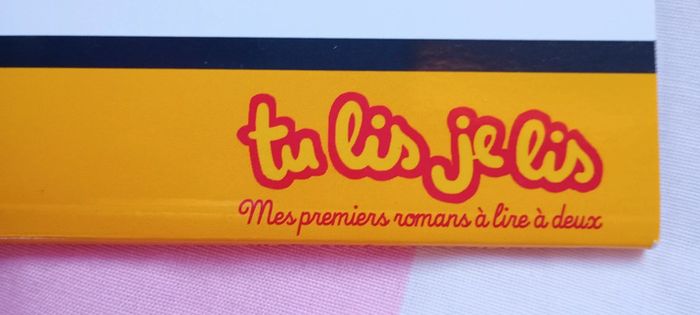 tu lis je lis
Mes premiers romans à lire à deux